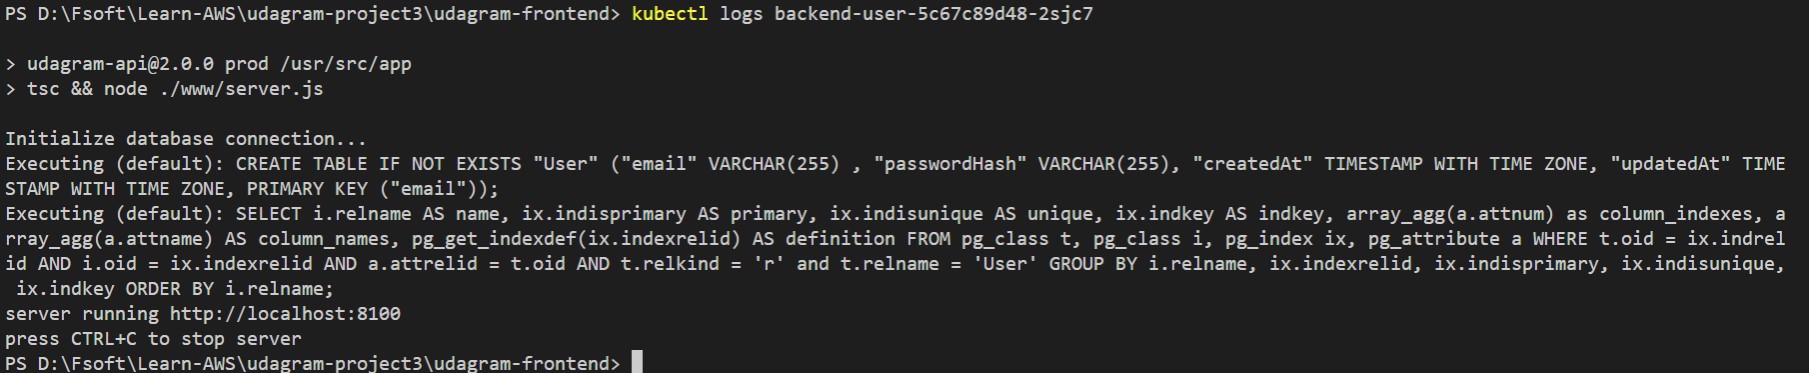 PS D:\Fsoft\Learn-AWS\udagram-project3\udagram-frontend> kubectl logs backend-user-5c67c89d48-2sjc7
> udagram-api@2.0.0 prod /usr/src/app
> tsc && node ./www/server.js
Initialize database connection...
Executing (default): CREATE TABLE IF NOT EXISTS "User" ("email" VARCHAR(255) , "passwordHash" VARCHAR(255), "createdAt" TIMESTAMP WITH TIME ZONE, "updatedAt" TIME
STAMP WITH TIME ZONE, PRIMARY KEY ("email"));
Executing (default): SELECT i.relname AS name, ix.indisprimary AS primary, ix.indisunique AS unique, ix.indkey AS indkey, array_agg(a.attnum) as column_indexes, a
rray_agg(a.attname) AS column_names, pg_get_indexdef(ix.indexrelid) AS definition FROM pg_class t, pg_class i, pg_index ix, pg_attribute a WHERE t.oid = ix.indrel
id AND i.oid = ix.indexrelid AND a.attrelid = t.oid AND t.relkind = 'r' and t.relname = 'User' GROUP BY i.relname, ix.indexrelid, ix.indisprimary, ix.indisunique,
 ix.indkey ORDER BY i.relname;
server running http://localhost:8100
press CTRL+C to stop server
PS D:\Fsoft\Learn-AWS\udagram-project3\udagram-frontend>